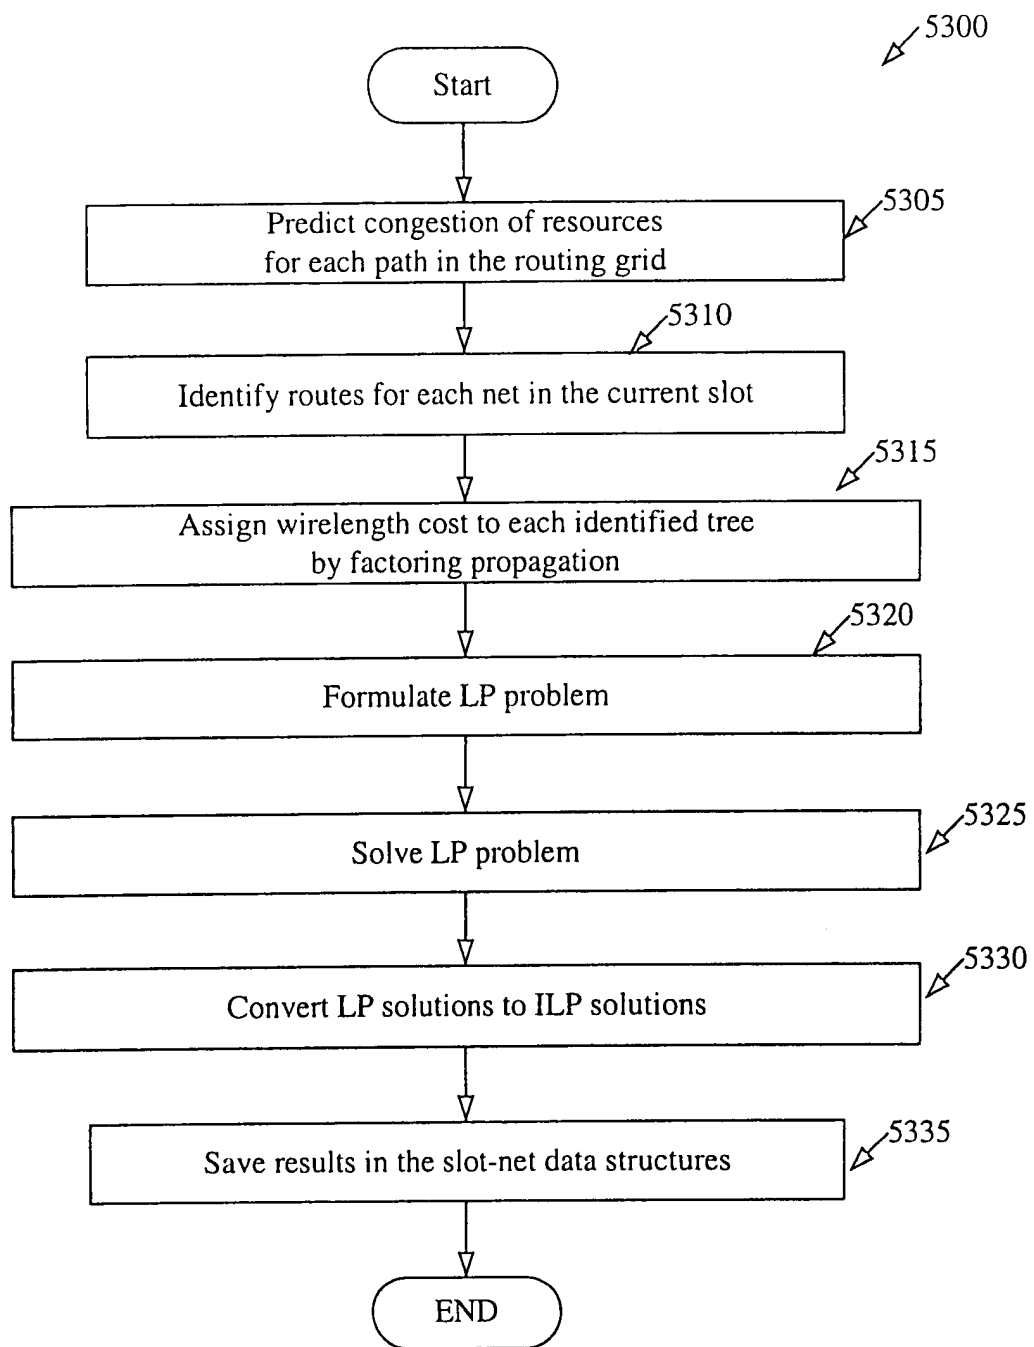 5300
Start
5305
Predict congestion of resources
for each path in the routing grid
5310
Identify routes for each net in the current slot
5315
Assign wirelength cost to each identified tree
by factoring propagation
5320
Formulate LP problem
5325
Solve LP problem
5330
Convert LP solutions to ILP solutions
5335
Save results in the slot-net data structures
END